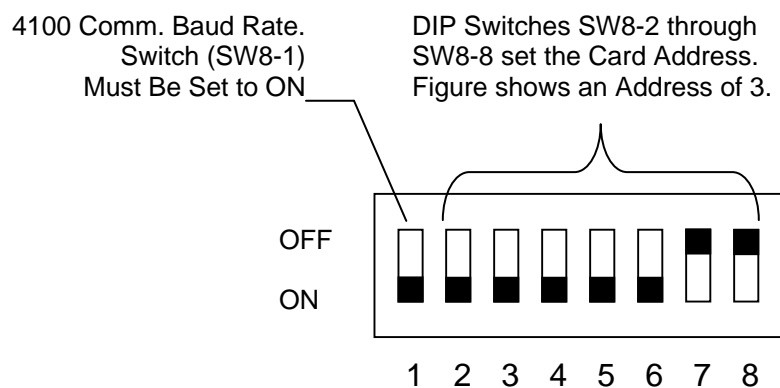 4100 Comm. Baud Rate.
Switch (SW8-1)
Must Be Set to ON
DIP Switches SW8-2 through
SW8-8 set the Card Address.
Figure shows an Address of 3.
OFF
ON
1 2 3 4 5 6 7 8